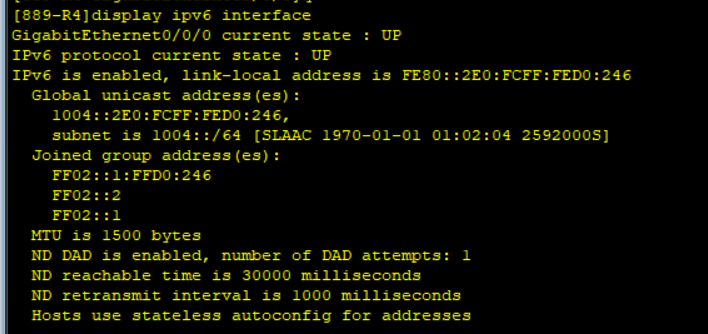 [889-R4]display ipv6 interface
GigabitEthernet0/0/0 current state : UP
IPv6 protocol current state : UP
IPv6 is enabled, link-local address is FE80::2E0:FCFF:FED0:246
  Global unicast address(es):
    1004::2E0:FCFF:FED0:246,
    subnet is 1004::/64 [SLAAC 1970-01-01 01:02:04 2592000S]
  Joined group address(es):
    FF02::1:FFD0:246
    FF02::2
    FF02::1
  MTU is 1500 bytes
  ND DAD is enabled, number of DAD attempts: 1
  ND reachable time is 30000 milliseconds
  ND retransmit interval is 1000 milliseconds
  Hosts use stateless autoconfig for addresses